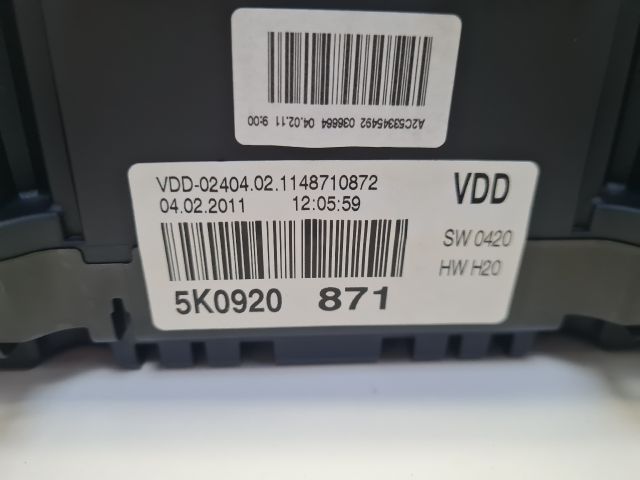 A2C53345492 036664 04.02.11 9:00
VDD-02404.02.1148710872
04.02.2011 12:05:59
VDD
SW 0420
HW H20
5K0920 871